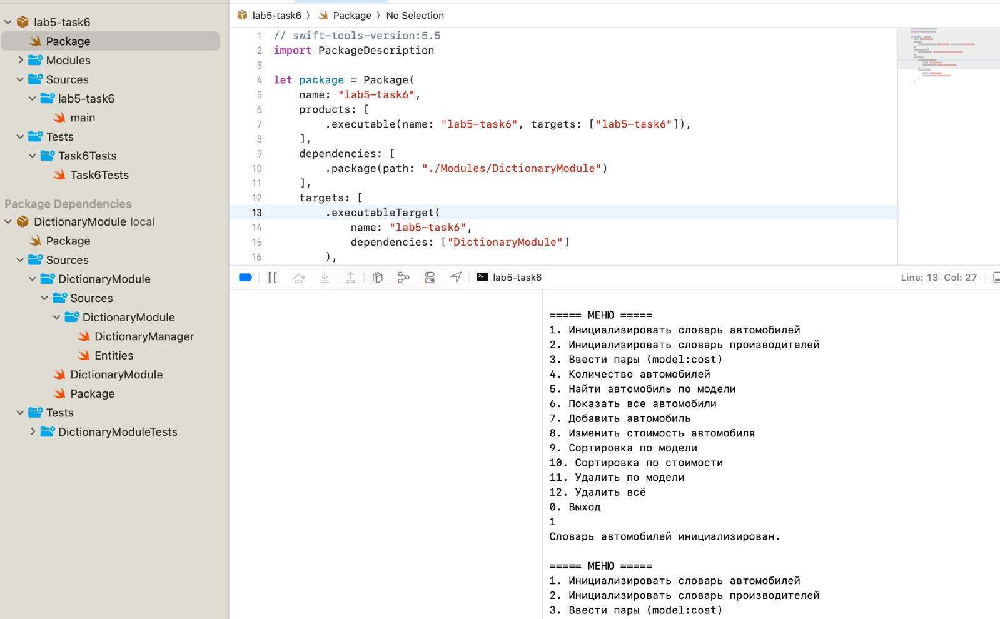 lab5-task6
Package
Modules
Sources
lab5-task6
main
Tests
Task6Tests
Task6Tests
Package Dependencies
DictionaryModule local
Package
Sources
DictionaryModule
Sources
DictionaryModule
DictionaryManager
Entities
DictionaryModule
Package
Tests
DictionaryModuleTests
lab5-task6 〉 Package 〉 No Selection
1 // swift-tools-version:5.5
2 import PackageDescription
3
4 let package = Package(
5 name: "lab5-task6",
6 products: [
7 .executable(name: "lab5-task6", targets: ["lab5-task6"]),
8 ],
9 dependencies: [
10 .package(path: "./Modules/DictionaryModule")
11 ],
12 targets: [
13 .executableTarget(
14 name: "lab5-task6",
15 dependencies: ["DictionaryModule"]
16 ),
lab5-task6
Line: 13 Col: 27
===== МЕНЮ =====
1. Инициализировать словарь автомобилей
2. Инициализировать словарь производителей
3. Ввести пары (model:cost)
4. Количество автомобилей
5. Найти автомобиль по модели
6. Показать все автомобили
7. Добавить автомобиль
8. Изменить стоимость автомобиля
9. Сортировка по модели
10. Сортировка по стоимости
11. Удалить по модели
12. Удалить всё
0. Выход
1
Словарь автомобилей инициализирован.
===== МЕНЮ =====
1. Инициализировать словарь автомобилей
2. Инициализировать словарь производителей
3. Ввести пары (model:cost)